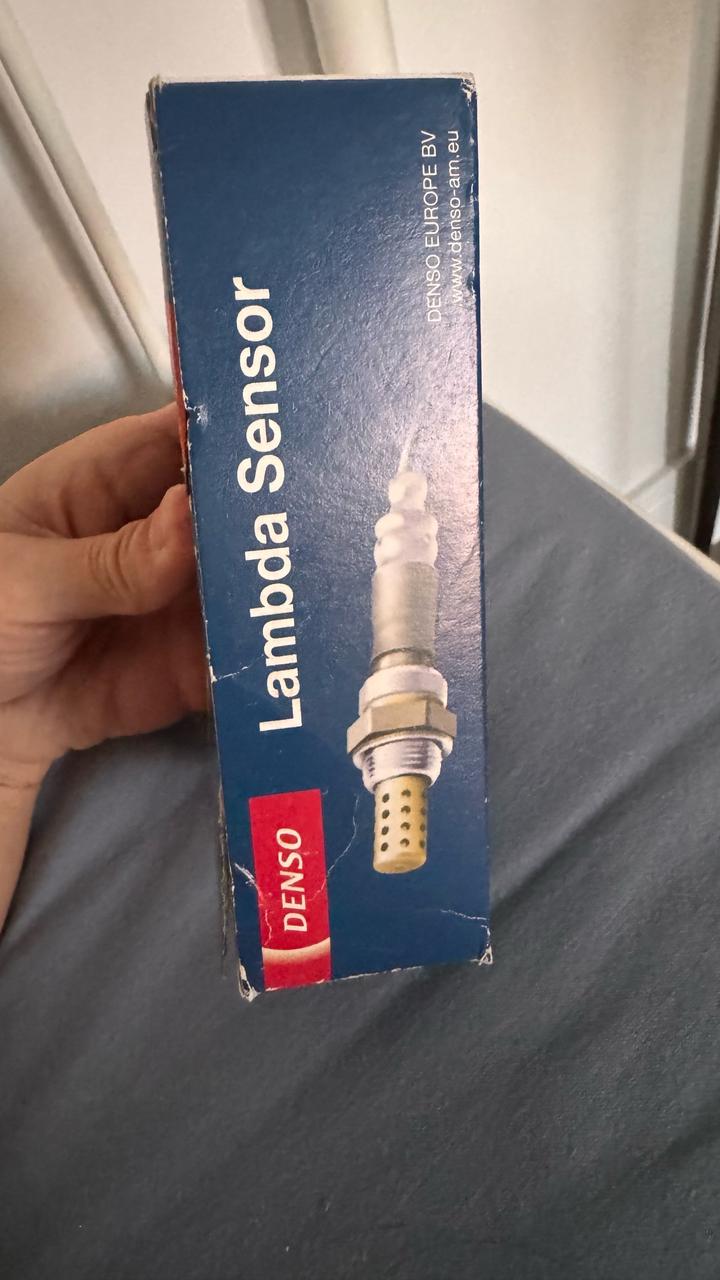 DENSO
Lambda Sensor
DENSO EUROPE BV
www.denso-am.eu